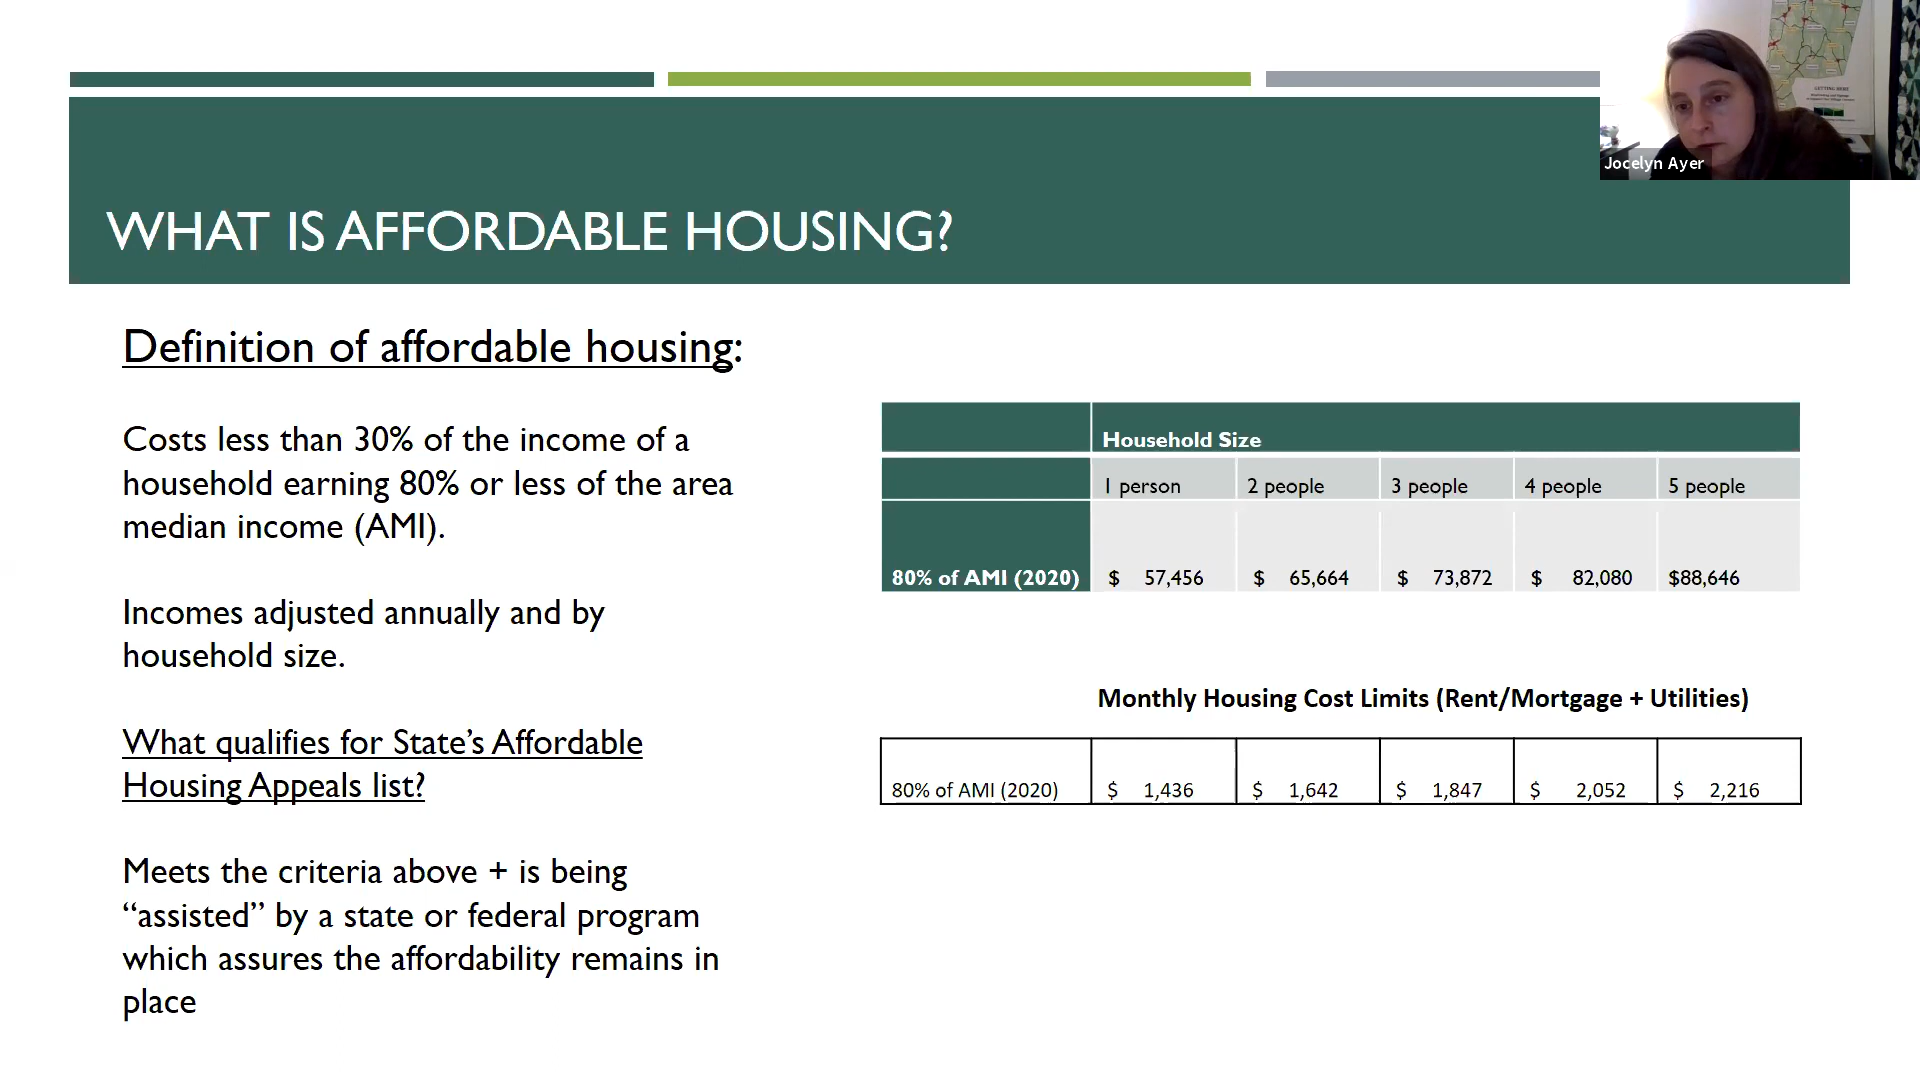 Jocelyn Ayer
WHAT IS AFFORDABLE HOUSING?
Definition of affordable housing:
Costs less than 30% of the income of a
household earning 80% or less of the area
median income (AMI).
Incomes adjusted annually and by
household size.
What qualifies for State’s Affordable
Housing Appeals list?
Meets the criteria above + is being
“assisted” by a state or federal program
which assures the affordability remains in
place
Household Size
1 person 2 people 3 people 4 people 5 people
80% of AMI (2020) $ 57,456 $ 65,664 $ 73,872 $ 82,080 $88,646
Monthly Housing Cost Limits (Rent/Mortgage + Utilities)
80% of AMI (2020) $ 1,436 $ 1,642 $ 1,847 $ 2,052 $ 2,216